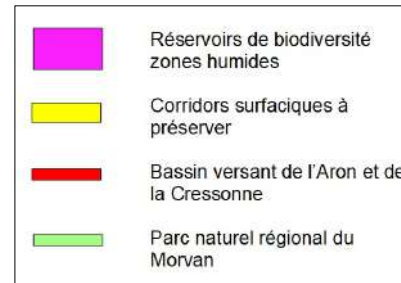 Réservoirs de biodiversité
zones humides
Corridors surfaciques à
préserver
Bassin versant de l'Aron et de
la Cressonne
Parc naturel régional du
Morvan